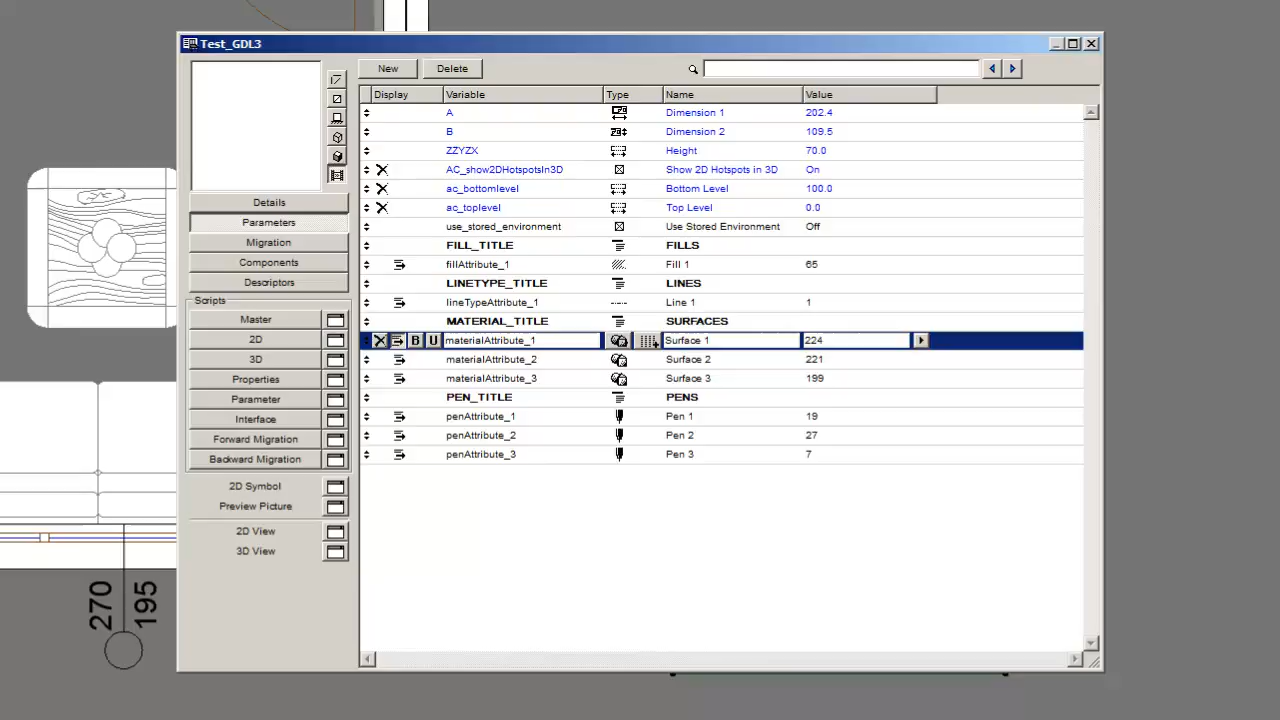 Test_GDL3
New Delete
Display Variable Type Name Value
A Dimension 1 202.4
B Dimension 2 109.5
ZZYZX Height 70.0
AC_show2DHotspotsIn3D Show 2D Hotspots in 3D On
ac_bottomlevel Bottom Level 100.0
ac_toplevel Top Level 0.0
use_stored_environment Use Stored Environment Off
FILL_TITLE FILLS
fillAttribute_1 Fill 1 65
LINETYPE_TITLE LINES
lineTypeAttribute_1 Line 1 1
MATERIAL_TITLE SURFACES
B U materialAttribute_1 Surface 1 224
materialAttribute_2 Surface 2 221
materialAttribute_3 Surface 3 199
PEN_TITLE PENS
penAttribute_1 Pen 1 19
penAttribute_2 Pen 2 27
penAttribute_3 Pen 3 7
Details
Parameters
Migration
Components
Descriptors
Scripts
Master
2D
3D
Properties
Parameter
Interface
Forward Migration
Backward Migration
2D Symbol
Preview Picture
2D View
3D View
270
195